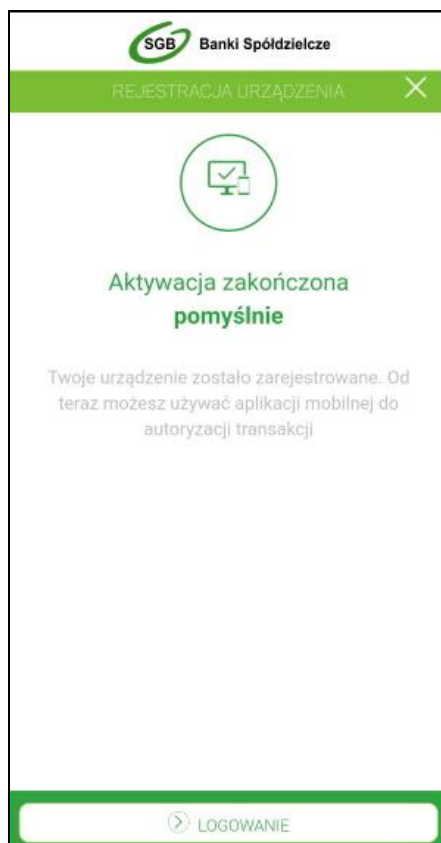 SGB Banki Spółdzielcze
REJESTRACJA URZĄDZENIA
Aktywacja zakończona
pomyślnie
Twoje urządzenie zostało zarejestrowane. Od
teraz możesz używać aplikacji mobilnej do
autoryzacji transakcji
LOGOWANIE